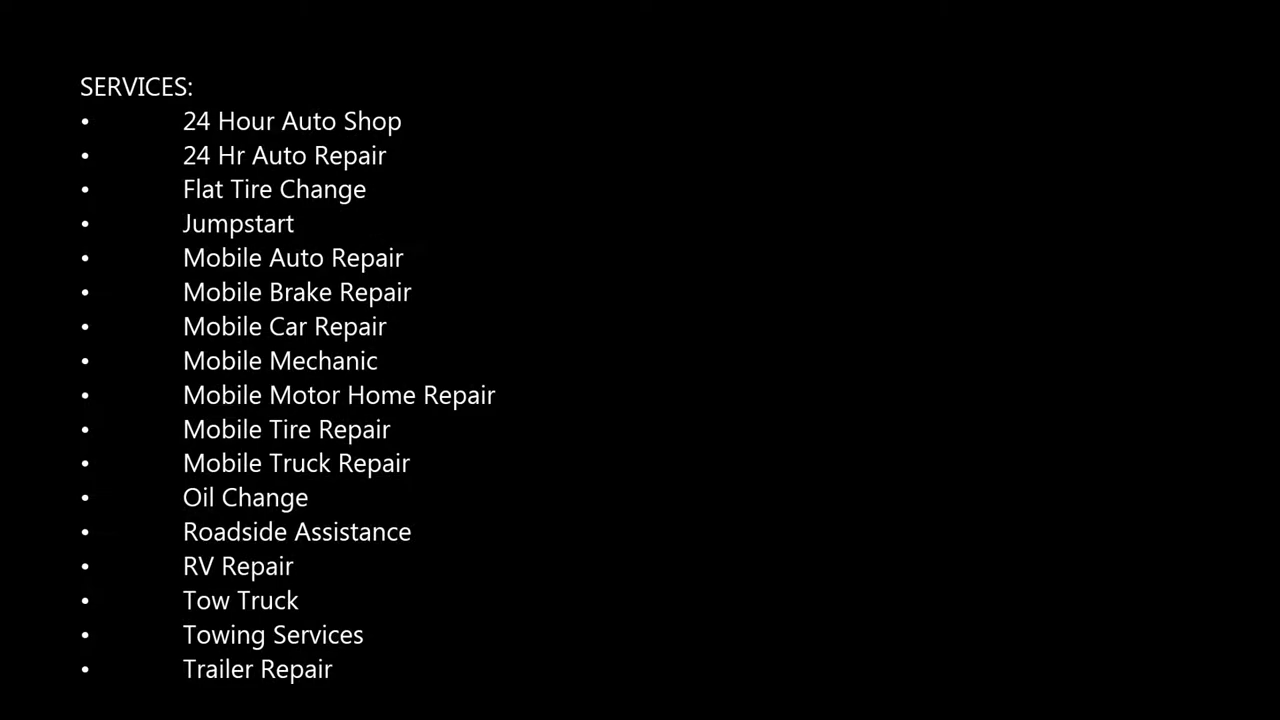 SERVICES:
• 24 Hour Auto Shop
• 24 Hr Auto Repair
• Flat Tire Change
• Jumpstart
• Mobile Auto Repair
• Mobile Brake Repair
• Mobile Car Repair
• Mobile Mechanic
• Mobile Motor Home Repair
• Mobile Tire Repair
• Mobile Truck Repair
• Oil Change
• Roadside Assistance
• RV Repair
• Tow Truck
• Towing Services
• Trailer Repair